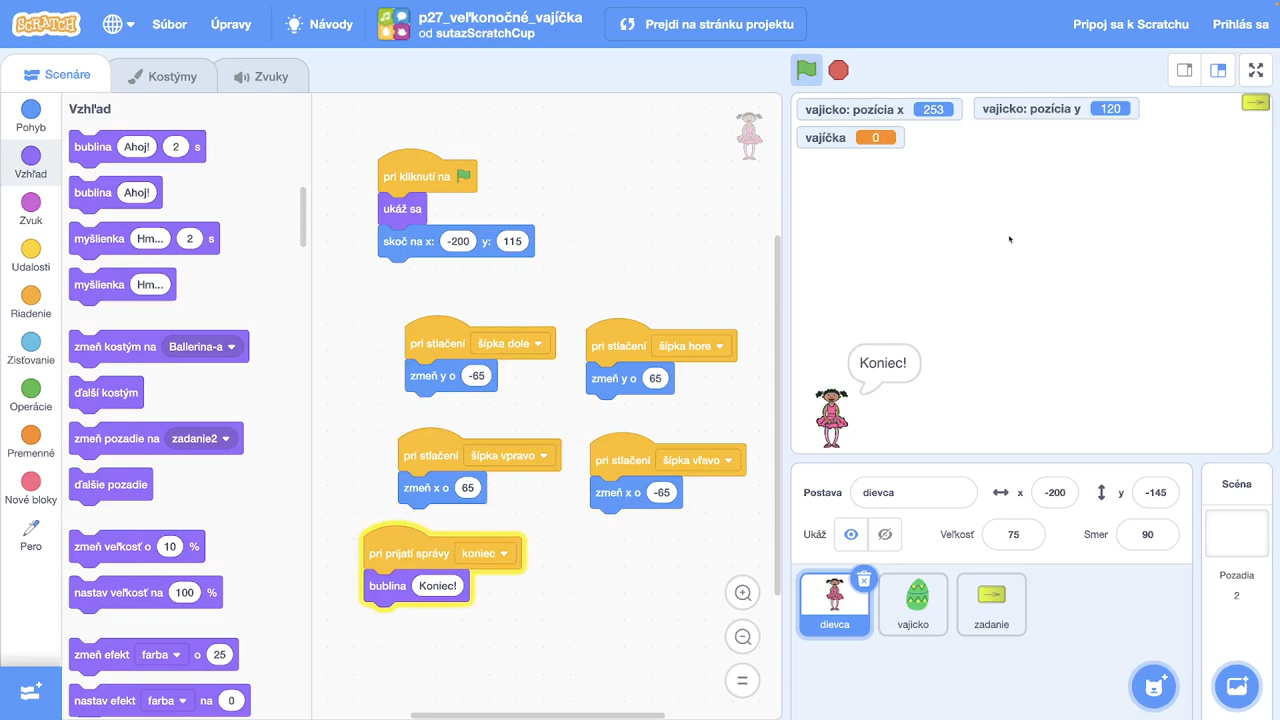 SCRATCH
Súbor
Úpravy
Návody
p27_veľkonočné_vajíčka
od sutazScratchCup
Prejdi na stránku projektu
Pripoj sa k Scratchu
Prihlás sa
Scenáre
Kostýmy
Zvuky
Pohyb
Vzhľad
Zvuk
Udalosti
Riadenie
Zisťovanie
Operácie
Premenné
Nové bloky
Pero
Vzhľad
bublina Ahoj! 2 s
bublina Ahoj!
myšlienka Hm... 2 s
myšlienka Hm...
zmeň kostým na Ballerina-a
ďalší kostým
zmeň pozadie na zadanie2
ďalšie pozadie
zmeň veľkosť o 10 %
nastav veľkosť na 100 %
zmeň efekt farba o 25
nastav efekt farba na 0
pri kliknutí na
ukáž sa
skoč na x: -200 y: 115
pri stlačení šípka dole
zmeň y o -65
pri stlačení šípka hore
zmeň y o 65
pri stlačení šípka vpravo
zmeň x o 65
pri stlačení šípka vľavo
zmeň x o -65
pri prijatí správy koniec
bublina Koniec!
vajicko: pozícia x 253
vajicko: pozícia y 120
vajíčka 0
Koniec!
Postava dievca x -200 y -145
Ukáž Veľkosť 75 Smer 90
dievca
vajicko
zadanie
Scéna
Pozadia
2